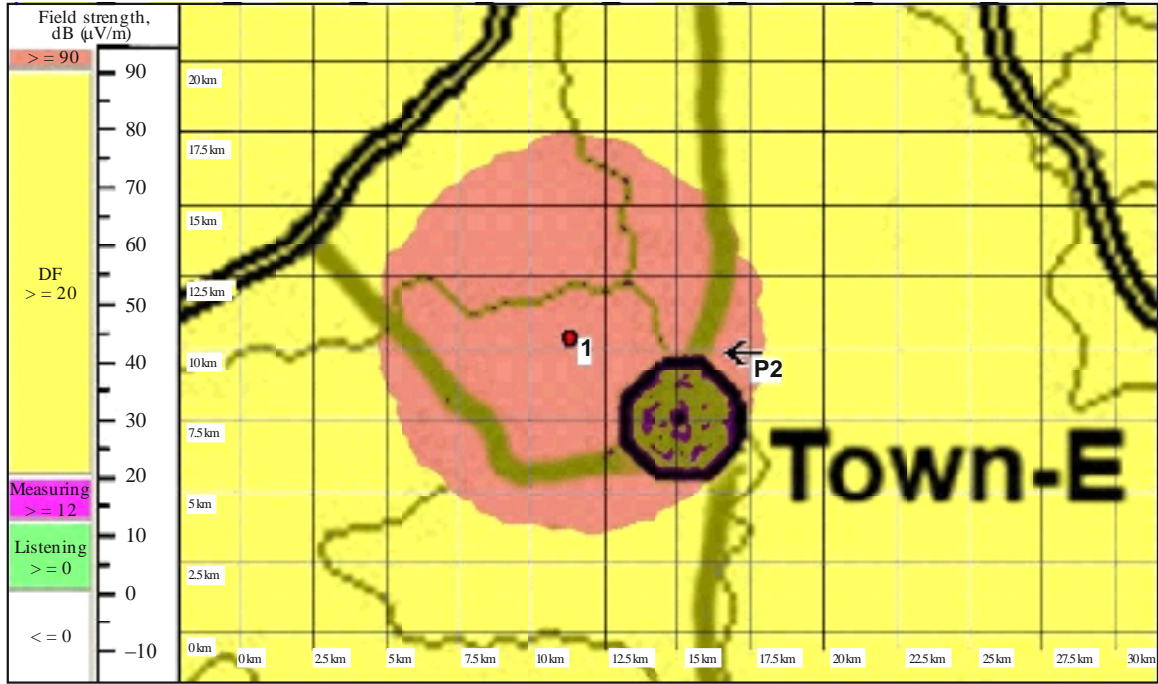 Field strength,
dB (µV/m)
> = 90
DF
> = 20
Measuring
> = 12
Listening
> = 0
< = 0
90
80
70
60
50
40
30
20
10
0
–10
20 km
17.5 km
15 km
12.5 km
10 km
7.5 km
5 km
2.5 km
0 km
1
P2
Town-E
0 km 2.5 km 5 km 7.5 km 10 km 12.5 km 15 km 17.5 km 20 km 22.5 km 25 km 27.5 km 30 km